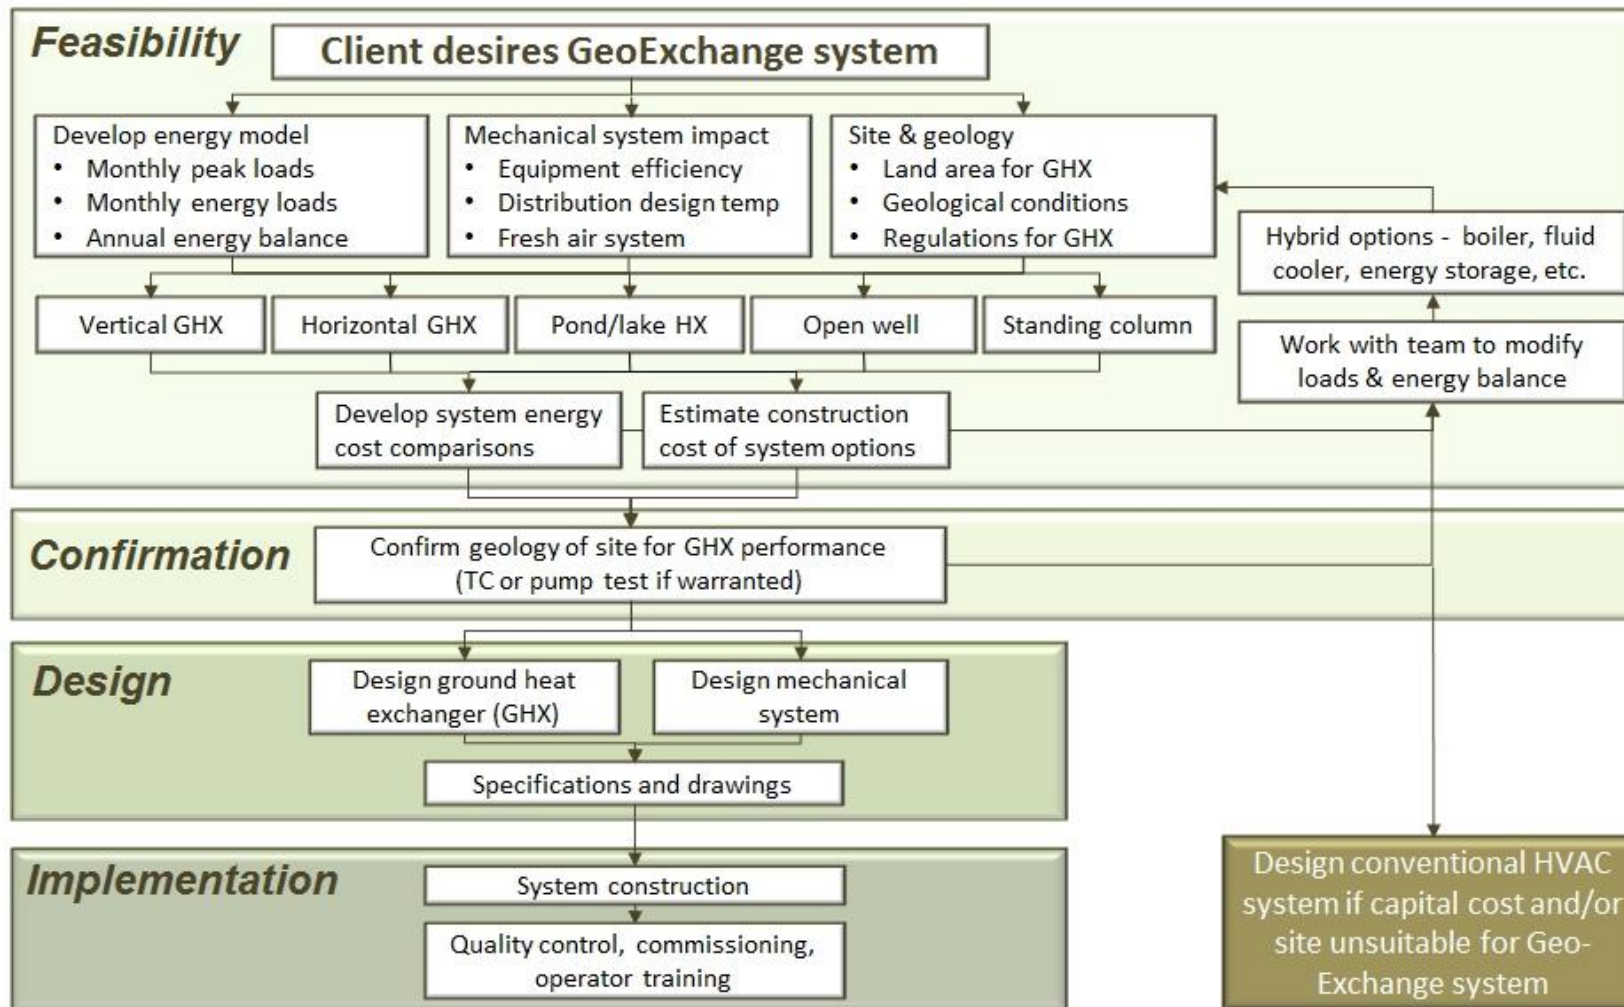 Feasibility
Client desires GeoExchange system
Develop energy model
• Monthly peak loads
• Monthly energy loads
• Annual energy balance
Mechanical system impact
• Equipment efficiency
• Distribution design temp
• Fresh air system
Site & geology
• Land area for GHX
• Geological conditions
• Regulations for GHX
Hybrid options - boiler, fluid
cooler, energy storage, etc.
Vertical GHX
Horizontal GHX
Pond/lake HX
Open well
Standing column
Work with team to modify
loads & energy balance
Develop system energy
cost comparisons
Estimate construction
cost of system options
Confirmation
Confirm geology of site for GHX performance
(TC or pump test if warranted)
Design
Design ground heat
exchanger (GHX)
Design mechanical
system
Specifications and drawings
Implementation
System construction
Quality control, commissioning,
operator training
Design conventional HVAC
system if capital cost and/or
site unsuitable for Geo-
Exchange system